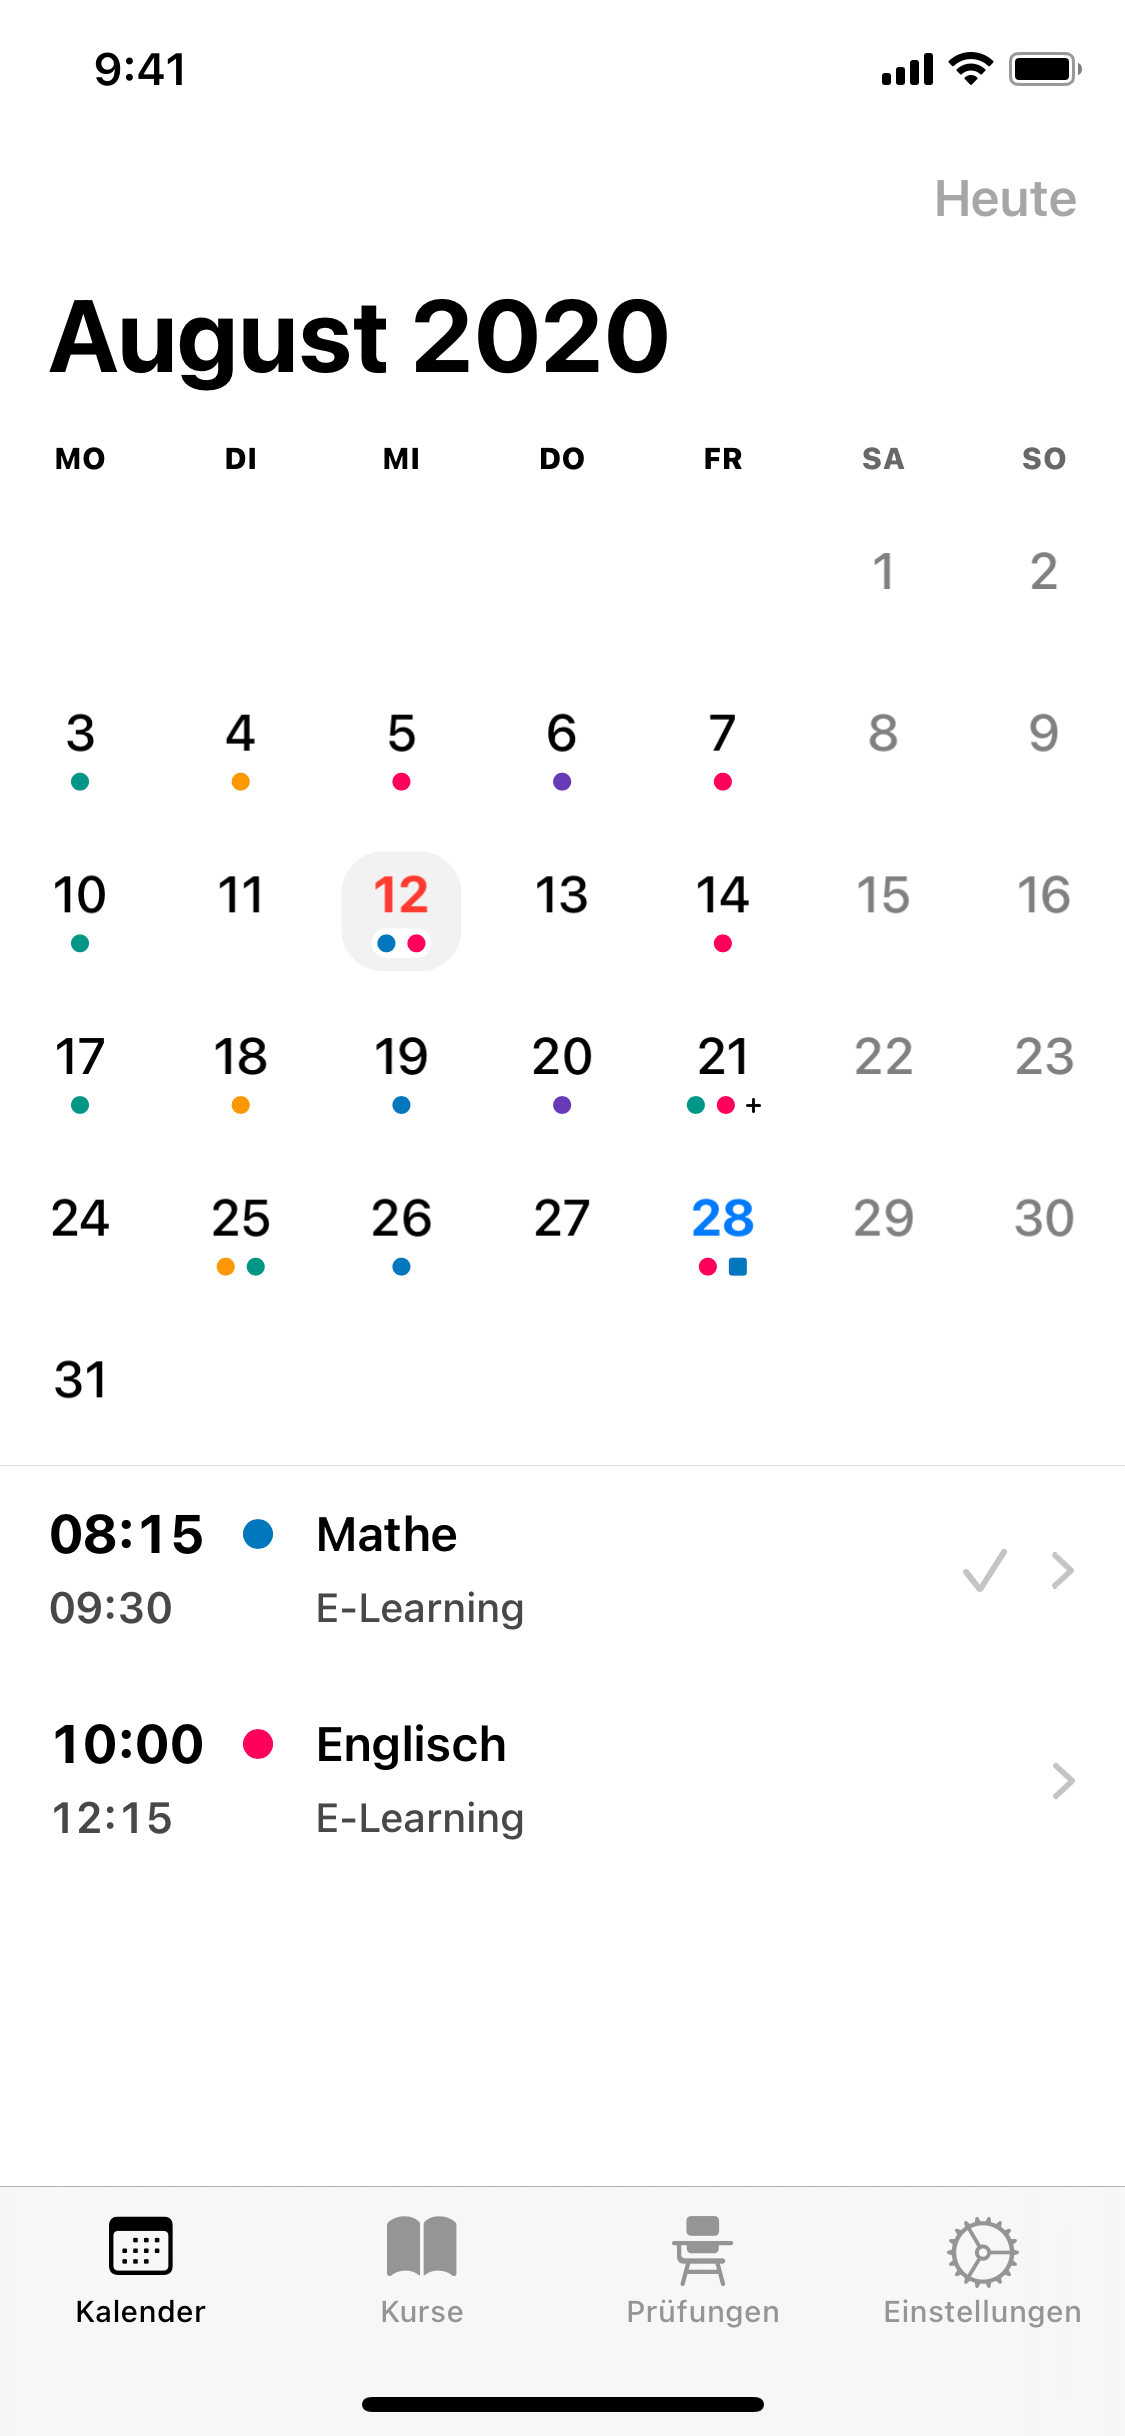 9:41
Heute
August 2020
MO DI MI DO FR SA SO
1 2
3 4 5 6 7 8 9
10 11 12 13 14 15 16
17 18 19 20 21 22 23
+
24 25 26 27 28 29 30
31
08:15 Mathe
09:30 E-Learning
10:00 Englisch
12:15 E-Learning
Kalender Kurse Prüfungen Einstellungen